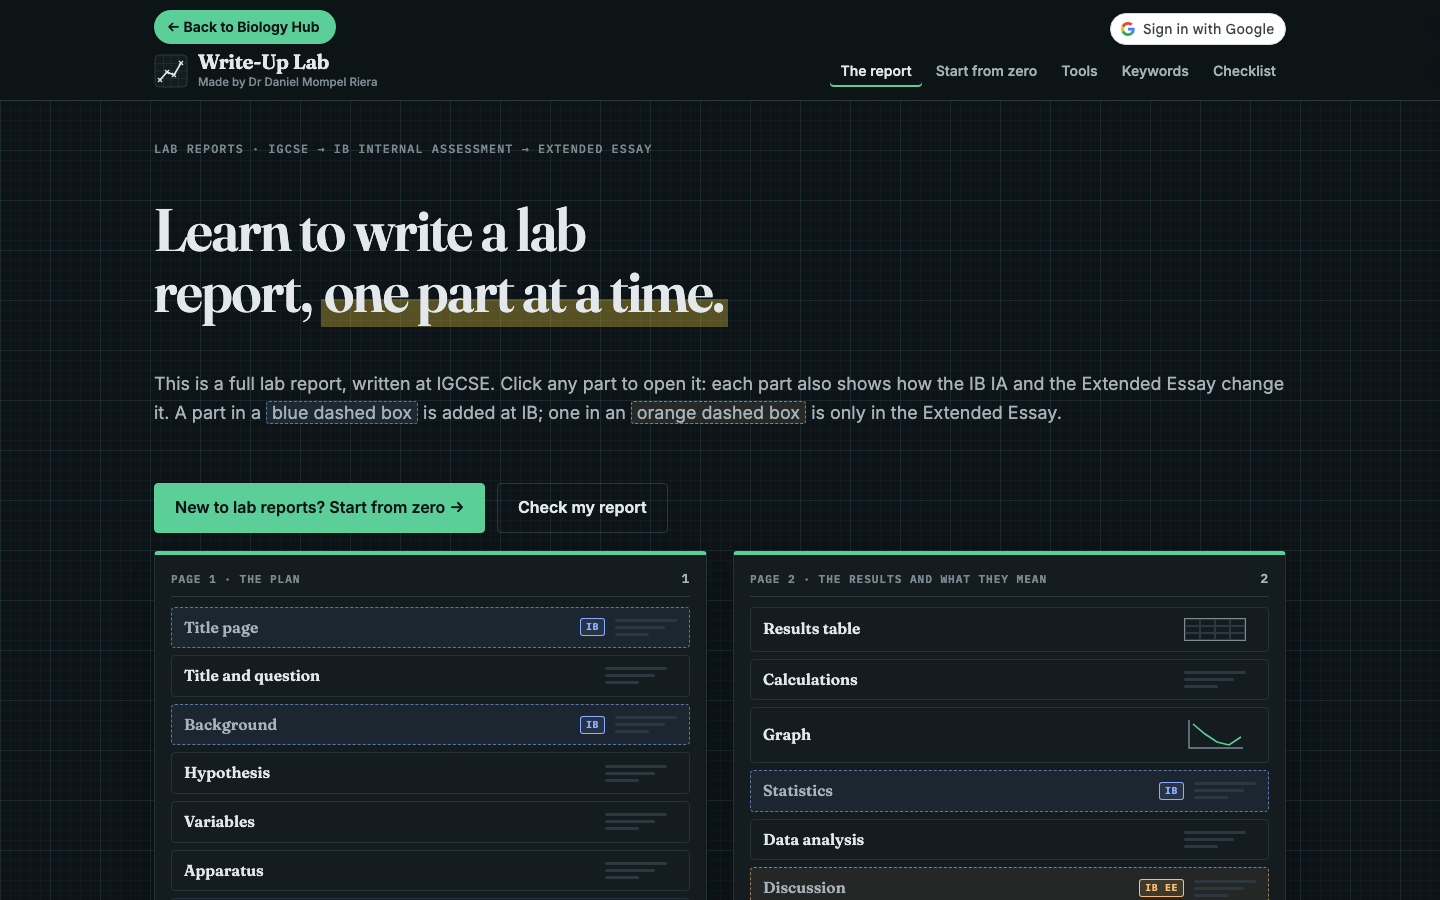 ← Back to Biology Hub
Sign in with Google
Write-Up Lab
Made by Dr Daniel Mompel Riera
The report
Start from zero
Tools
Keywords
Checklist
LAB REPORTS · IGCSE → IB INTERNAL ASSESSMENT → EXTENDED ESSAY
Learn to write a lab
report, one part at a time.
This is a full lab report, written at IGCSE. Click any part to open it: each part also shows how the IB IA and the Extended Essay change
it. A part in a blue dashed box is added at IB; one in an orange dashed box is only in the Extended Essay.
New to lab reports? Start from zero →
Check my report
PAGE 1 · THE PLAN 1
Title page IB
Title and question
Background IB
Hypothesis
Variables
Apparatus
PAGE 2 · THE RESULTS AND WHAT THEY MEAN 2
Results table
Calculations
Graph
Statistics IB
Data analysis
Discussion IB EE